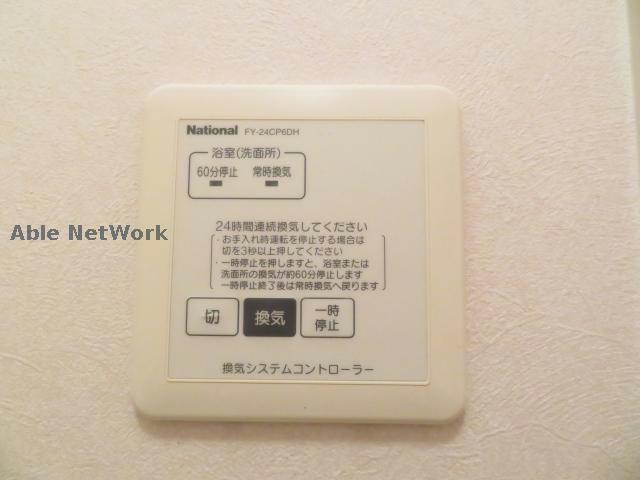 National FY-24CP6DH
浴室(洗面所)
60分停止 常時換気
24時間連続換気してください
・お手入れ時運転を停止する場合は
切を3秒以上押してください
・一時停止を押しますと、浴室または
洗面所の換気が約60分停止します
一時停止終了後は常時換気へ戻ります
切 換気 一時
停止
換気システムコントローラー
Able NetWork